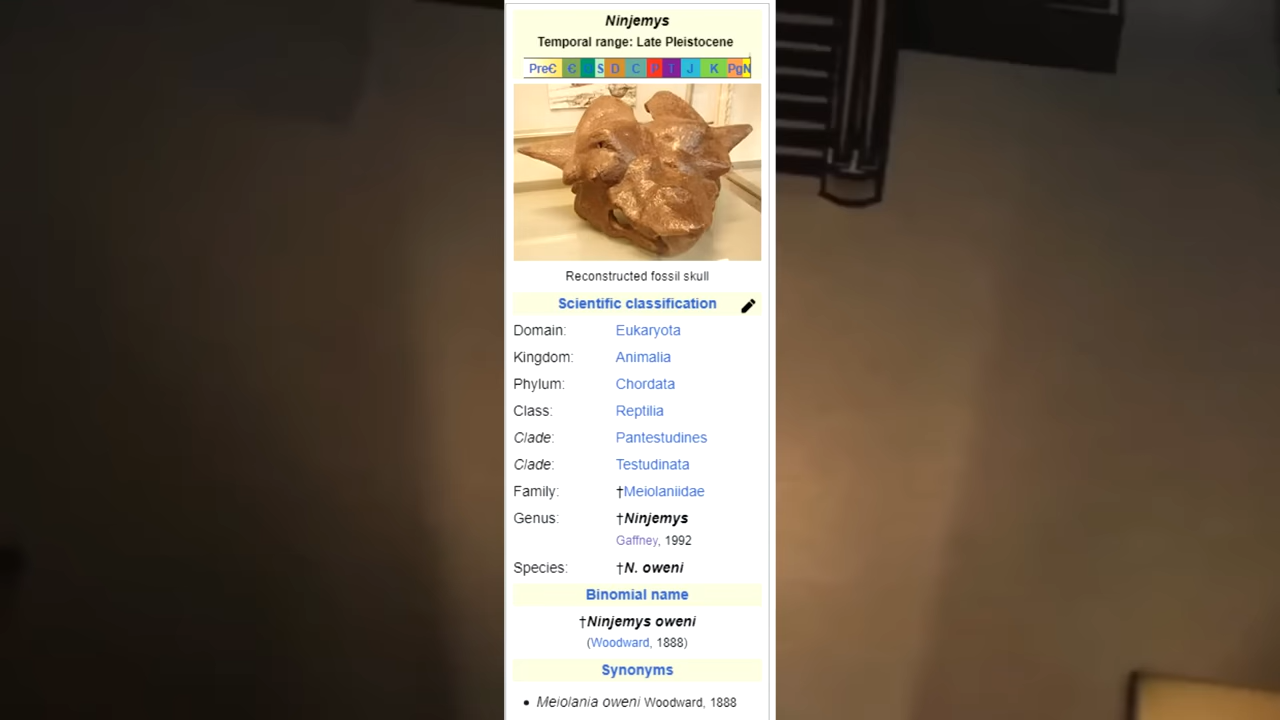 Ninjemys
Temporal range: Late Pleistocene
PreꞒ Ꞓ O S D C P T J K Pg N
Reconstructed fossil skull
Scientific classification
Domain: Eukaryota
Kingdom: Animalia
Phylum: Chordata
Class: Reptilia
Clade: Pantestudines
Clade: Testudinata
Family: †Meiolaniidae
Genus: †Ninjemys
Gaffney, 1992
Species: †N. oweni
Binomial name
†Ninjemys oweni
(Woodward, 1888)
Synonyms
• Meiolania oweni Woodward, 1888